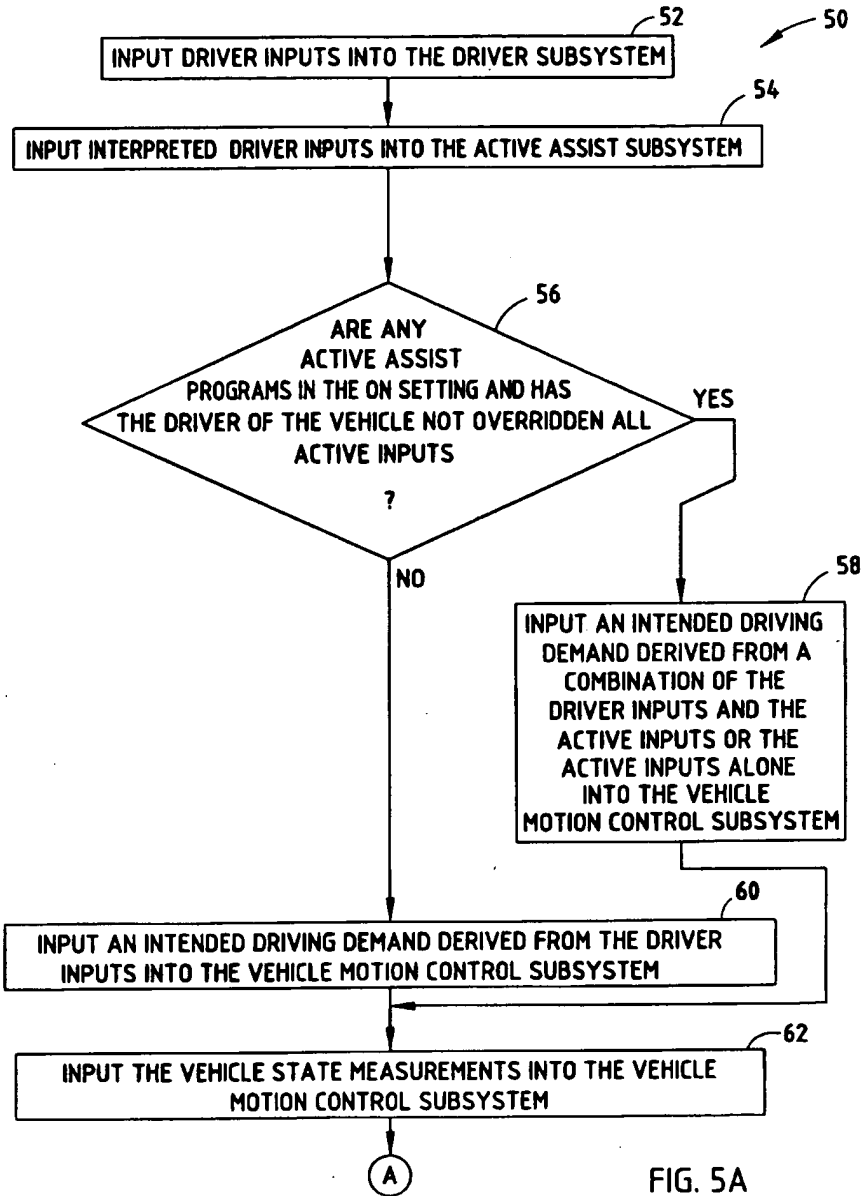 52
50
INPUT DRIVER INPUTS INTO THE DRIVER SUBSYSTEM
54
INPUT INTERPRETED DRIVER INPUTS INTO THE ACTIVE ASSIST SUBSYSTEM
56
ARE ANY
ACTIVE ASSIST
PROGRAMS IN THE ON SETTING AND HAS
THE DRIVER OF THE VEHICLE NOT OVERRIDDEN ALL
ACTIVE INPUTS
?
YES
NO
58
INPUT AN INTENDED DRIVING
DEMAND DERIVED FROM A
COMBINATION OF THE
DRIVER INPUTS AND THE
ACTIVE INPUTS OR THE
ACTIVE INPUTS ALONE
INTO THE VEHICLE
MOTION CONTROL SUBSYSTEM
60
INPUT AN INTENDED DRIVING DEMAND DERIVED FROM THE DRIVER
INPUTS INTO THE VEHICLE MOTION CONTROL SUBSYSTEM
62
INPUT THE VEHICLE STATE MEASUREMENTS INTO THE VEHICLE
MOTION CONTROL SUBSYSTEM
A
FIG. 5A